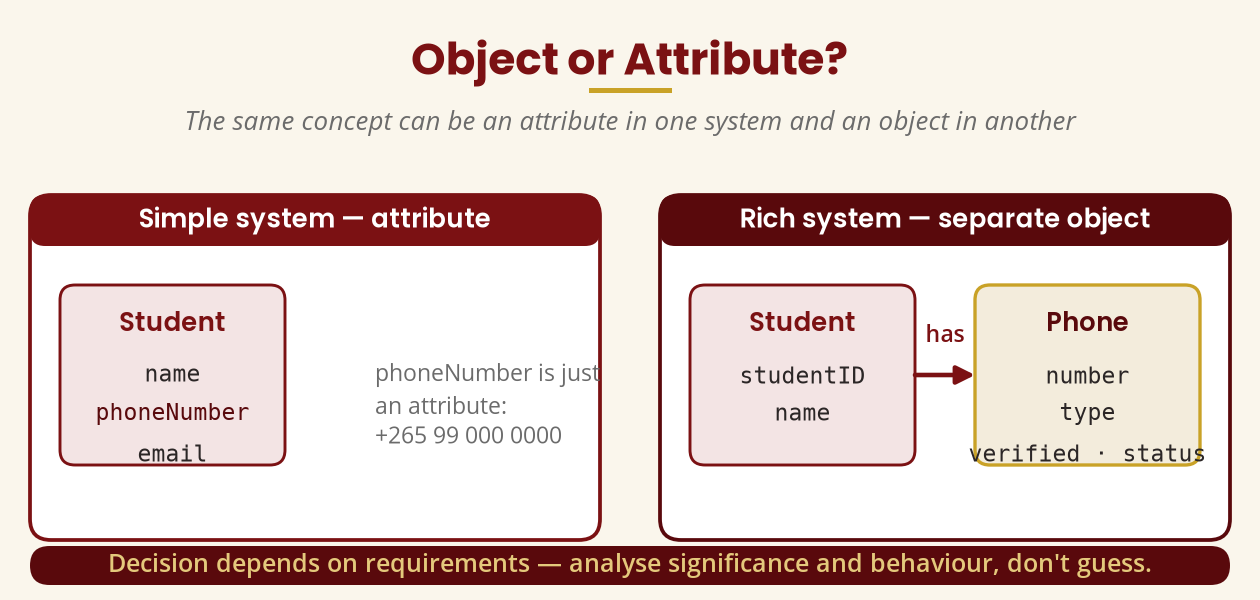 Object or Attribute?
The same concept can be an attribute in one system and an object in another
Simple system — attribute
Student
name
phoneNumber
email
phoneNumber is just
an attribute:
+265 99 000 0000
Rich system — separate object
Student
studentID
name
has
Phone
number
type
verified · status
Decision depends on requirements — analyse significance and behaviour, don't guess.